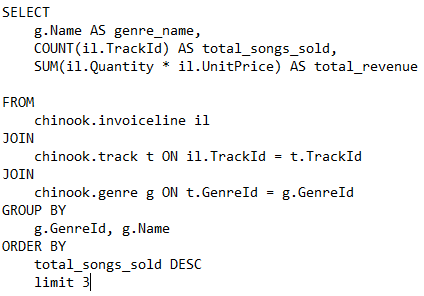 SELECT
g.Name AS genre_name,
COUNT(il.TrackId) AS total_songs_sold,
SUM(il.Quantity * il.UnitPrice) AS total_revenue
FROM
chinook.invoiceline il
JOIN
chinook.track t ON il.TrackId = t.TrackId
JOIN
chinook.genre g ON t.GenreId = g.GenreId
GROUP BY
g.GenreId, g.Name
ORDER BY
total_songs_sold DESC
limit 3